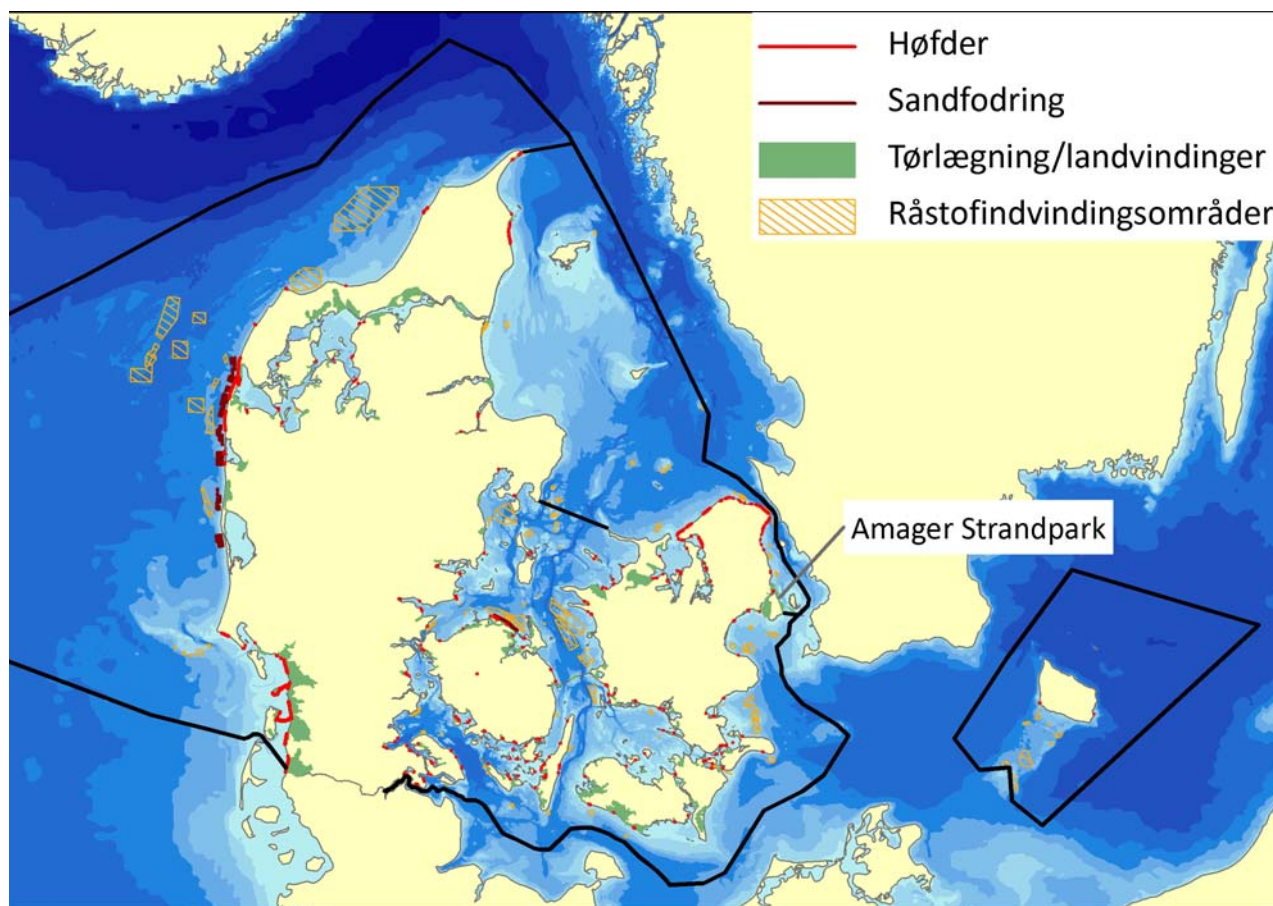 Høfder
Sandfodring
Tørlægning/landvindinger
Råstofindvindingsområder
Amager Strandpark